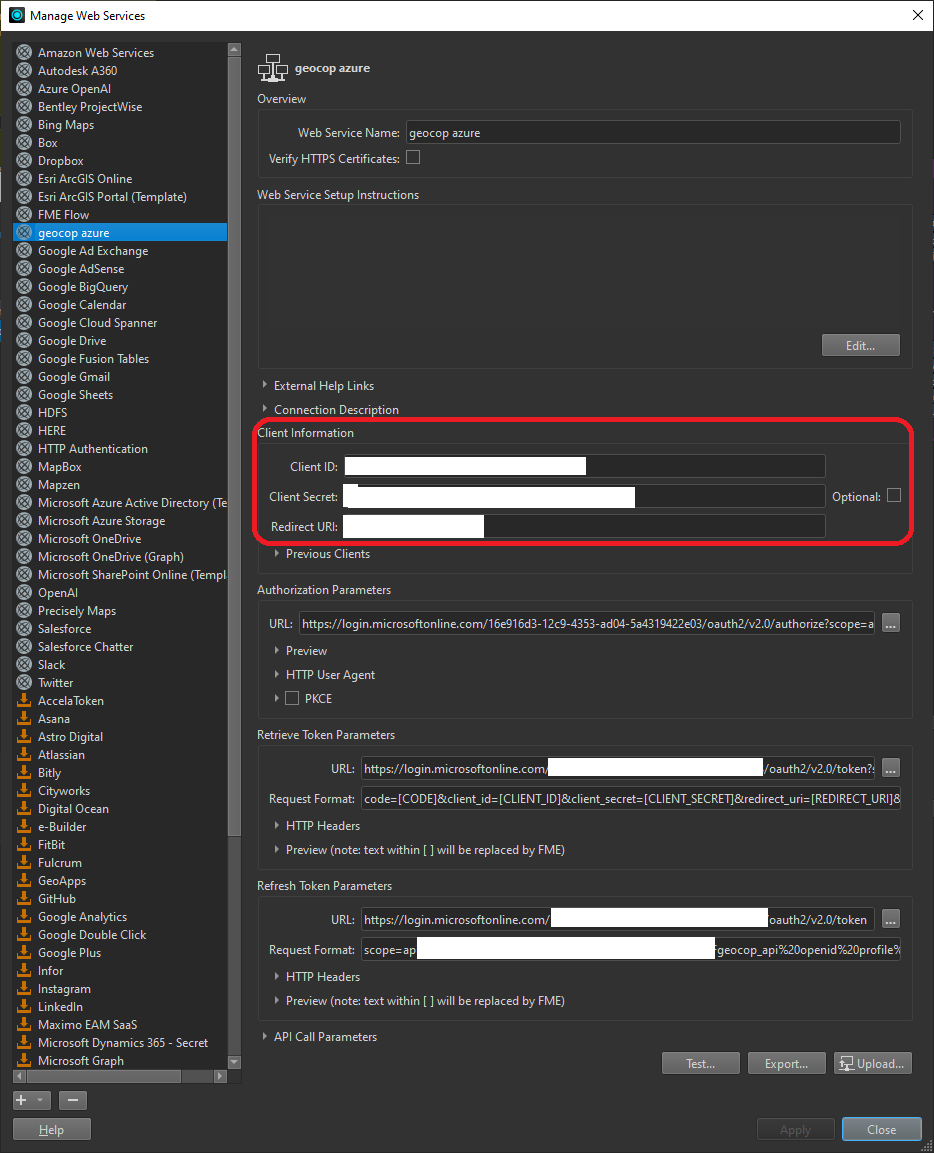 Manage Web Services
Amazon Web Services
Autodesk A360
Azure OpenAI
Bentley ProjectWise
Bing Maps
Box
Dropbox
Esri ArcGIS Online
Esri ArcGIS Portal (Template)
FME Flow
geocop azure
Google Ad Exchange
Google AdSense
Google BigQuery
Google Calendar
Google Cloud Spanner
Google Drive
Google Fusion Tables
Google Gmail
Google Sheets
HDFS
HERE
HTTP Authentication
MapBox
Mapzen
Microsoft Azure Active Directory (Te
Microsoft Azure Storage
Microsoft OneDrive
Microsoft OneDrive (Graph)
Microsoft SharePoint Online (Templ
OpenAI
Precisely Maps
Salesforce
Salesforce Chatter
Slack
Twitter
AccelaToken
Asana
Astro Digital
Atlassian
Bitly
Cityworks
Digital Ocean
e-Builder
FitBit
Fulcrum
GeoApps
GitHub
Google Analytics
Google Double Click
Google Plus
Infor
Instagram
LinkedIn
Maximo EAM SaaS
Microsoft Dynamics 365 - Secret
Microsoft Graph
Help
geocop azure
Overview
Web Service Name: geocop azure
Verify HTTPS Certificates:
Web Service Setup Instructions
Edit...
External Help Links
Connection Description
Client Information
Client ID:
Client Secret: Optional:
Redirect URI:
Previous Clients
Authorization Parameters
URL: https://login.microsoftonline.com/16e916d3-12c9-4353-ad04-5a4319422e03/oauth2/v2.0/authorize?scope=a ...
Preview
HTTP User Agent
PKCE
Retrieve Token Parameters
URL: https://login.microsoftonline.com/ /oauth2/v2.0/token?s ...
Request Format: code=[CODE]&client_id=[CLIENT_ID]&client_secret=[CLIENT_SECRET]&redirect_uri=[REDIRECT_URI]&
HTTP Headers
Preview (note: text within [ ] will be replaced by FME)
Refresh Token Parameters
URL: https://login.microsoftonline.com/ /oauth2/v2.0/token ...
Request Format: scope=ap geocop_api%20openid%20profile%
HTTP Headers
Preview (note: text within [ ] will be replaced by FME)
API Call Parameters
Test... Export... Upload...
Apply Close